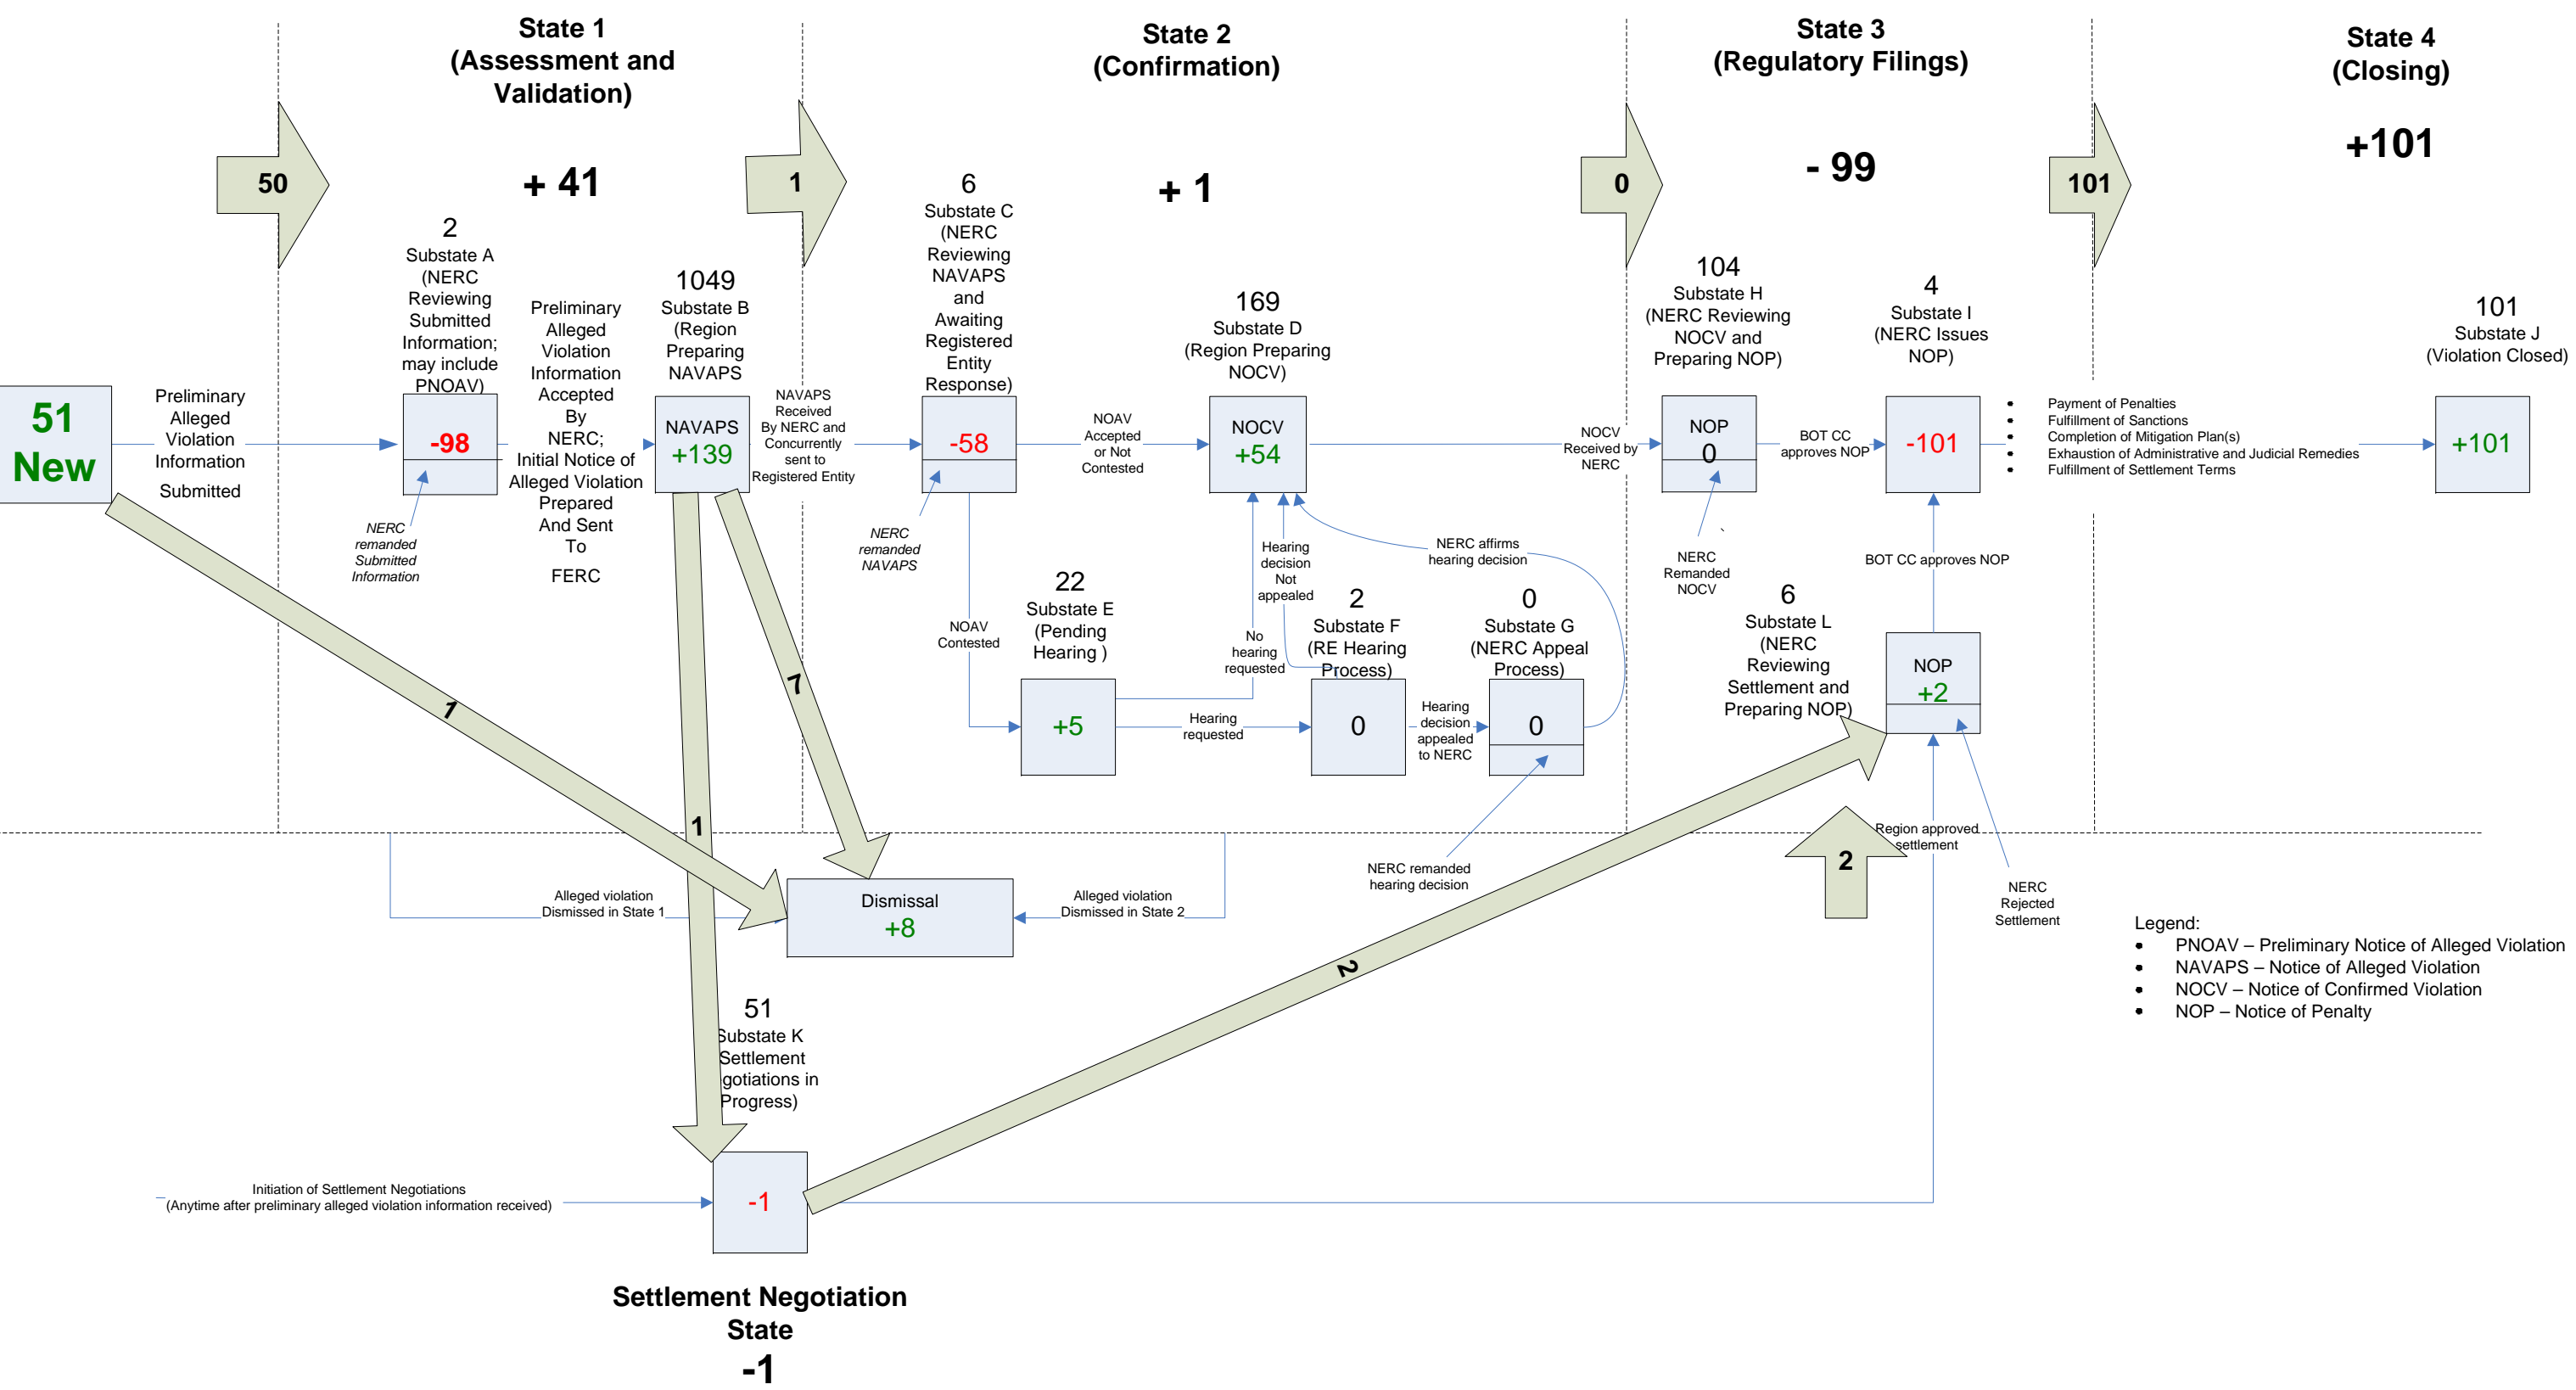 State 1
(Assessment and
Validation)
+ 41
State 2
(Confirmation)
+ 1
State 3
(Regulatory Filings)
- 99
State 4
(Closing)
+101
50
1
0
101
51
New
Preliminary
Alleged
Violation
Information
Submitted
2
Substate A
(NERC
Reviewing
Submitted
Information;
may include
PNOAV)
-98
NERC
remanded
Submitted
Information
Preliminary
Alleged
Violation
Information
Accepted
By
NERC;
Initial Notice of
Alleged Violation
Prepared
And Sent
To
FERC
1049
Substate B
(Region
Preparing
NAVAPS
NAVAPS
+139
NAVAPS
Received
By NERC and
Concurrently
sent to
Registered Entity
6
Substate C
(NERC
Reviewing
NAVAPS
and
Awaiting
Registered
Entity
Response)
-58
NERC
remanded
NAVAPS
NOAV
Accepted
or Not
Contested
169
Substate D
(Region Preparing
NOCV)
NOCV
+54
NOCV
Received by
NERC
104
Substate H
(NERC Reviewing
NOCV and
Preparing NOP)
NOP
0
NERC
Remanded
NOCV
`
BOT CC
approves NOP
4
Substate I
(NERC Issues
NOP)
-101
• Payment of Penalties
• Fulfillment of Sanctions
• Completion of Mitigation Plan(s)
• Exhaustion of Administrative and Judicial Remedies
• Fulfillment of Settlement Terms
101
Substate J
(Violation Closed)
+101
NOAV
Contested
22
Substate E
(Pending
Hearing )
+5
No
hearing
requested
Hearing
requested
Hearing
decision
Not
appealed
2
Substate F
(RE Hearing
Process)
0
Hearing
decision
appealed
to NERC
0
Substate G
(NERC Appeal
Process)
0
NERC affirms
hearing decision
NERC remanded
hearing decision
BOT CC approves NOP
6
Substate L
(NERC
Reviewing
Settlement and
Preparing NOP)
NOP
+2
Region approved
settlement
2
NERC
Rejected
Settlement
1
7
1
2
Alleged violation
Dismissed in State 1
Dismissal
+8
Alleged violation
Dismissed in State 2
51
Substate K
Settlement
gotiations in
Progress)
-1
Initiation of Settlement Negotiations
(Anytime after preliminary alleged violation information received)
Settlement Negotiation
State
-1
Legend:
• PNOAV – Preliminary Notice of Alleged Violation
• NAVAPS – Notice of Alleged Violation
• NOCV – Notice of Confirmed Violation
• NOP – Notice of Penalty